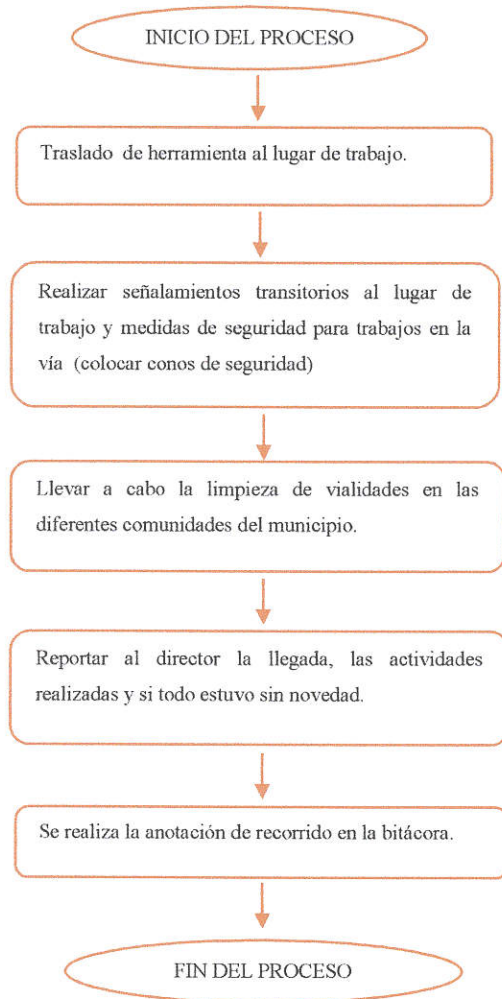 INICIO DEL PROCESO
Traslado de herramienta al lugar de trabajo.
Realizar señalamientos transitorios al lugar de
trabajo y medidas de seguridad para trabajos en la
vía (colocar conos de seguridad)
Llevar a cabo la limpieza de vialidades en las
diferentes comunidades del municipio.
Reportar al director la llegada, las actividades
realizadas y si todo estuvo sin novedad.
Se realiza la anotación de recorrido en la bitácora.
FIN DEL PROCESO